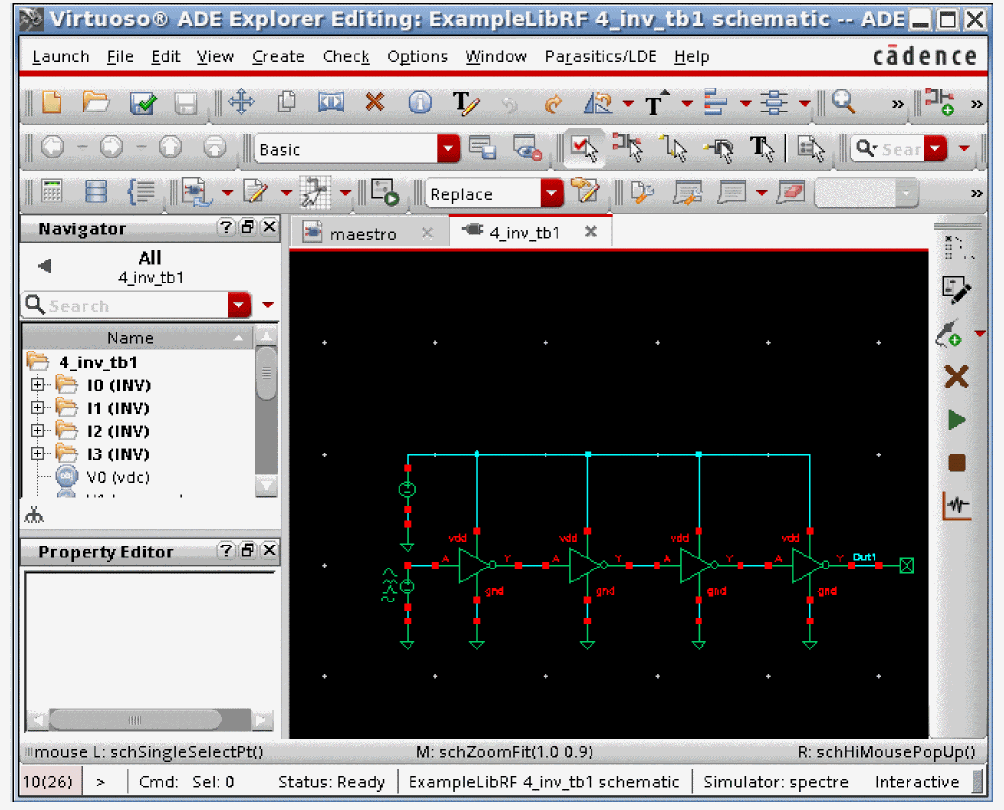 Virtuoso® ADE Explorer Editing: ExampleLibRF 4_inv_tb1 schematic -- ADE
Launch File Edit View Create Check Options Window Parasitics/LDE Help cādence
T T » »
Basic T Sear
Replace »
Navigator ? maestro 4_inv_tb1
All
4_inv_tb1
Search
Name
4_inv_tb1
I0 (INV)
I1 (INV)
I2 (INV)
I3 (INV)
V0 (vdc)
vdd vdd vdd vdd
A Y A Y A Y A Y Out1
gnd gnd gnd gnd
Property Editor ?
mouse L: schSingleSelectPt() M: schZoomFit(1.0 0.9) R: schHiMousePopUp()
10(26) > Cmd: Sel: 0 Status: Ready ExampleLibRF 4_inv_tb1 schematic Simulator: spectre Interactive